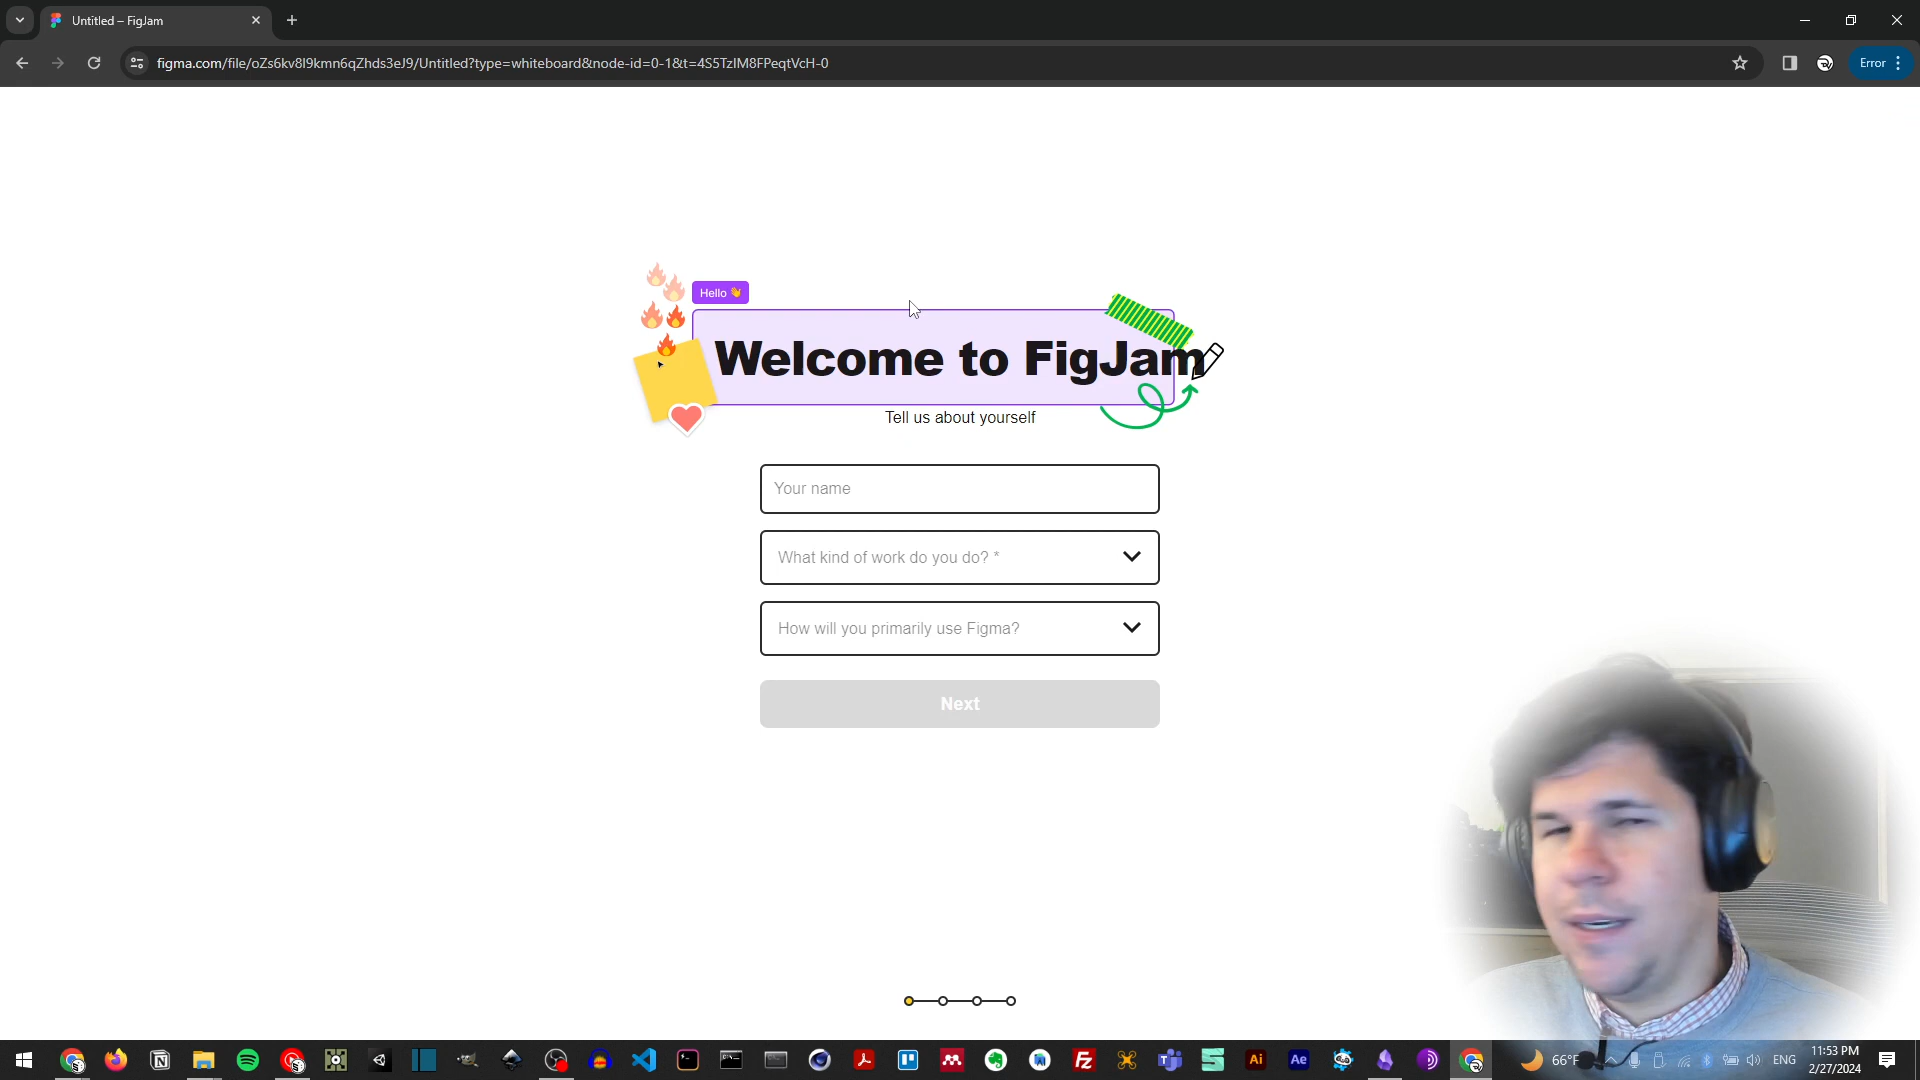 Untitled – FigJam
figma.com/file/oZs6kv8I9kmn6qZhds3eJ9/Untitled?type=whiteboard&node-id=0-1&t=4S5TzIM8FPeqtVcH-0
Error
Hello 👋
Welcome to FigJam
Tell us about yourself
Your name
What kind of work do you do? *
How will you primarily use Figma?
Next
Ai
Ae
66°F
ENG
11:53 PM
2/27/2024